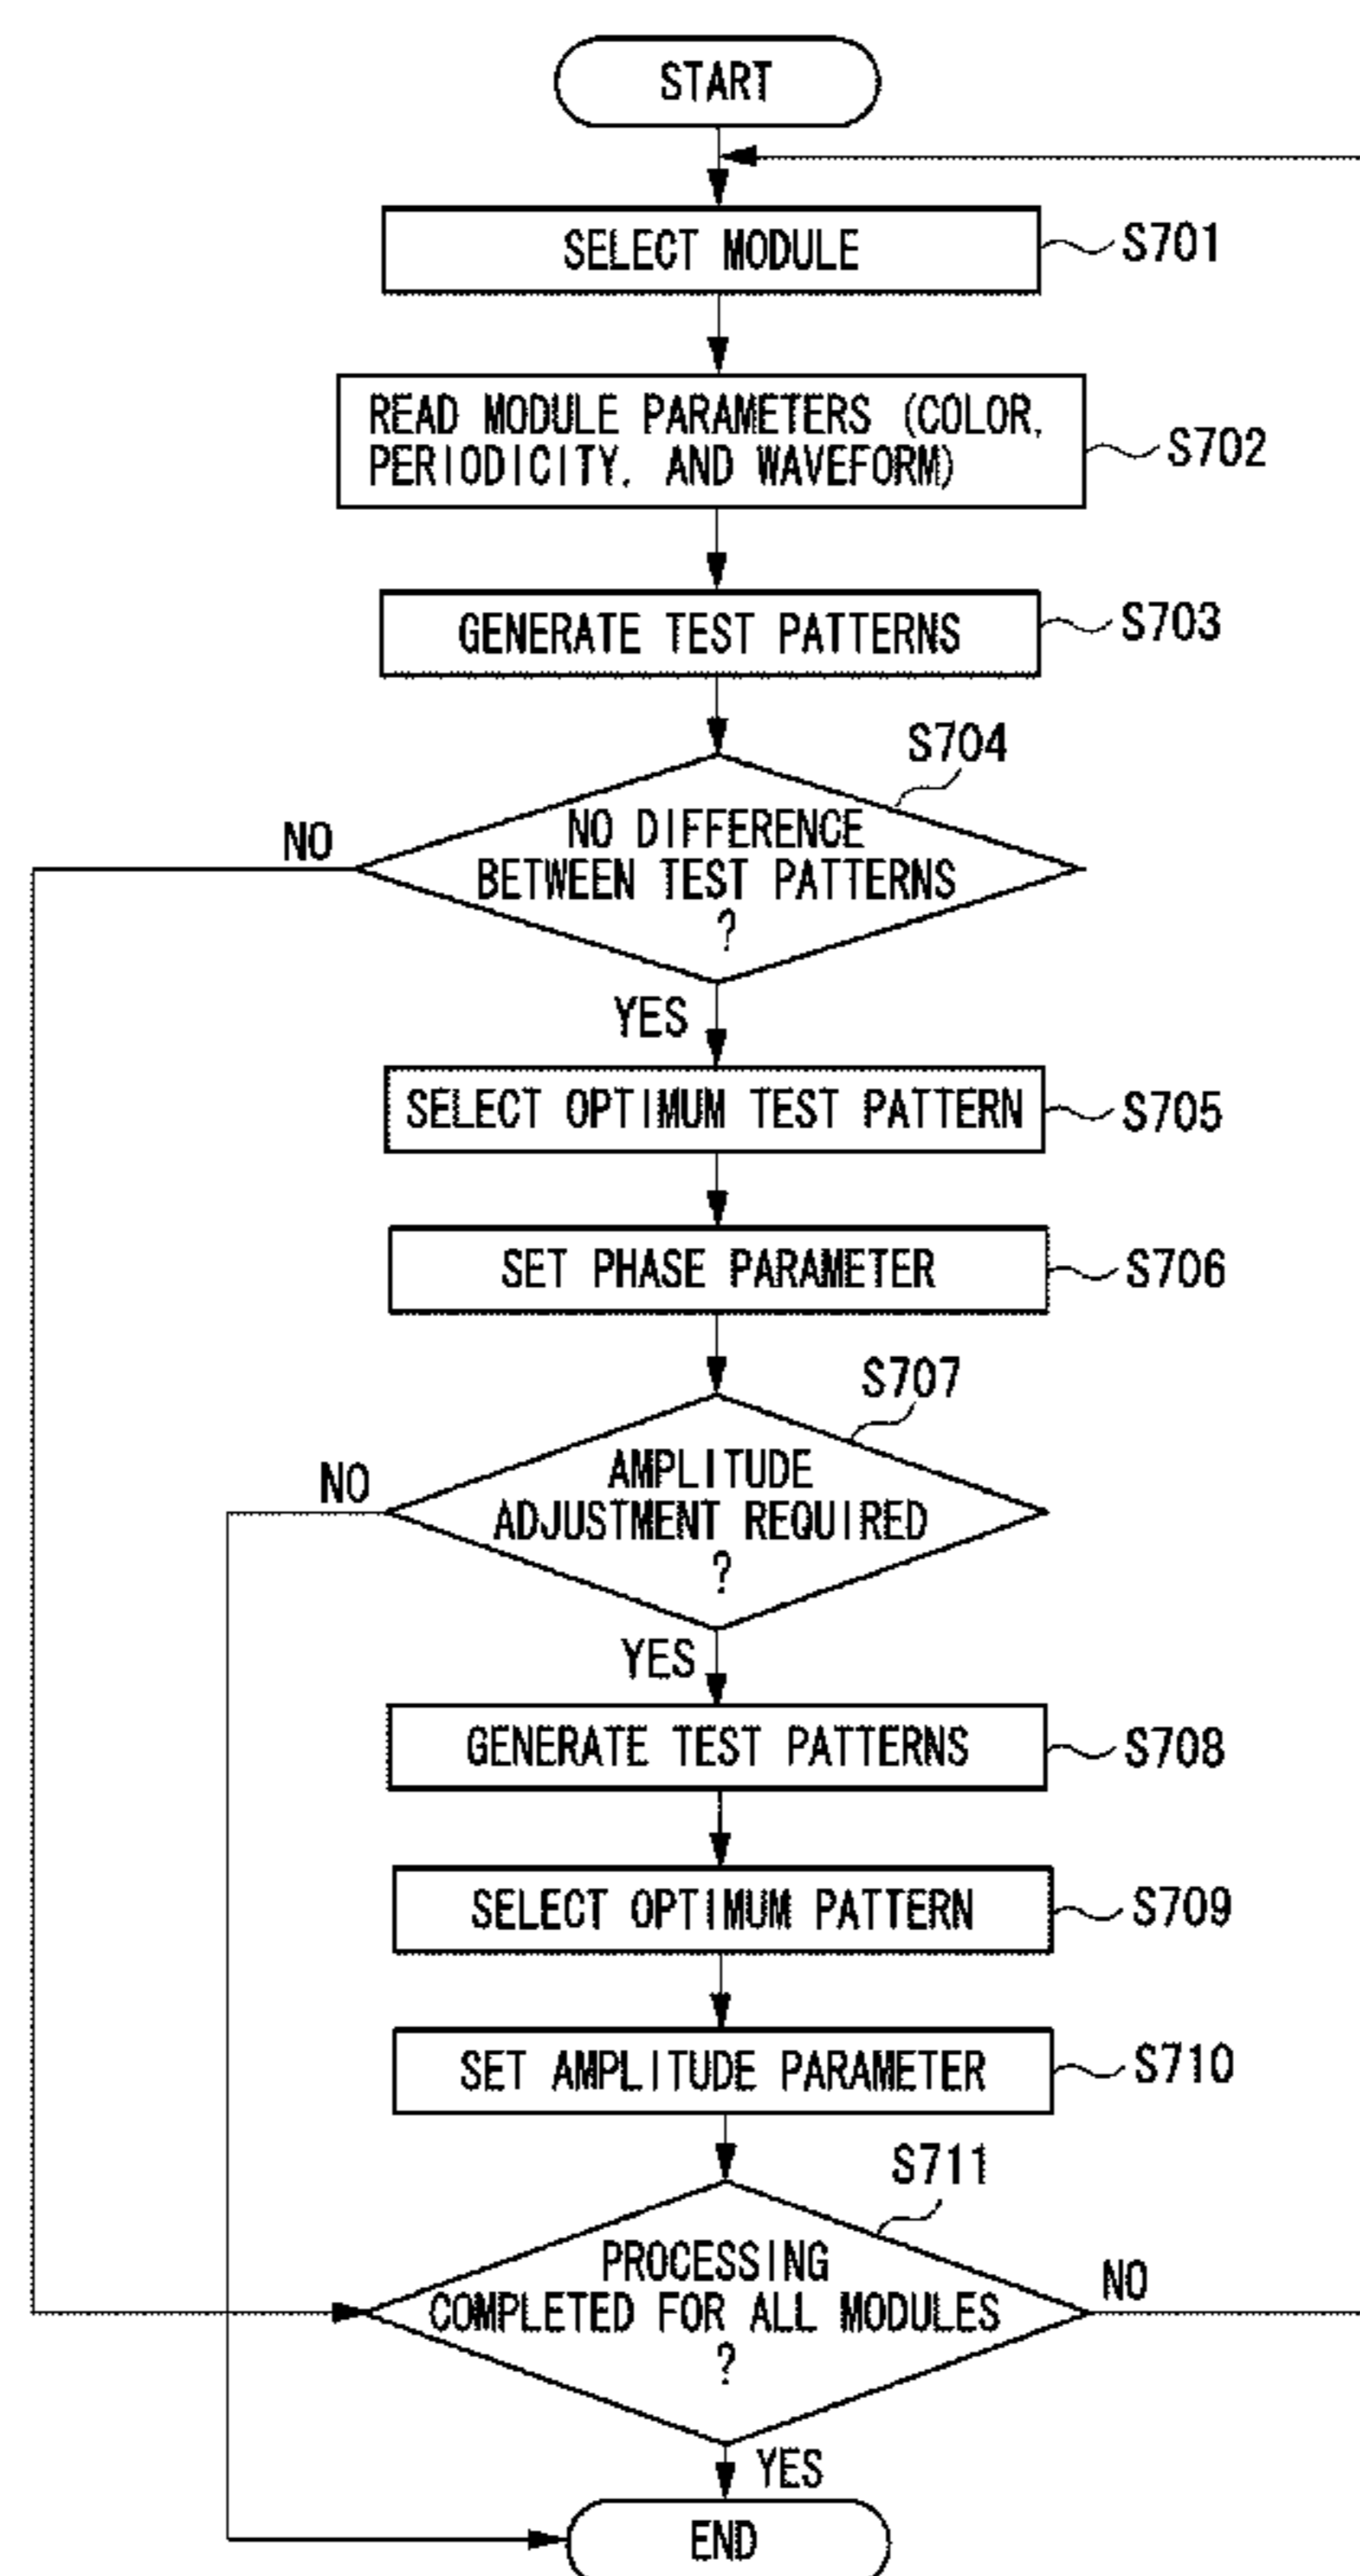 START
SELECT MODULE
S701
READ MODULE PARAMETERS (COLOR,
PERIODICITY, AND WAVEFORM)
S702
GENERATE TEST PATTERNS
S703
S704
NO DIFFERENCE
BETWEEN TEST PATTERNS
?
NO
YES
SELECT OPTIMUM TEST PATTERN
S705
SET PHASE PARAMETER
S706
S707
AMPLITUDE
ADJUSTMENT REQUIRED
?
NO
YES
GENERATE TEST PATTERNS
S708
SELECT OPTIMUM PATTERN
S709
SET AMPLITUDE PARAMETER
S710
S711
PROCESSING
COMPLETED FOR ALL MODULES
?
NO
YES
END